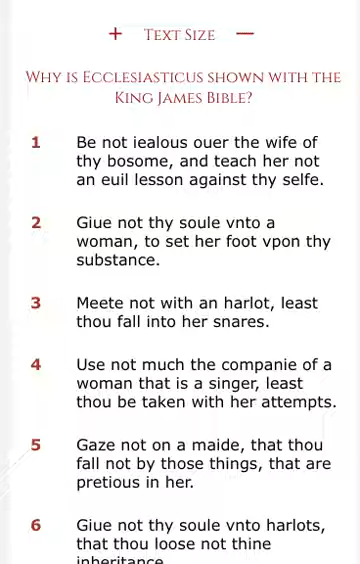 + Text Size —
Why is Ecclesiasticus shown with the
King James Bible?
1 Be not iealous ouer the wife of
thy bosome, and teach her not
an euil lesson against thy selfe.
2 Giue not thy soule vnto a
woman, to set her foot vpon thy
substance.
3 Meete not with an harlot, least
thou fall into her snares.
4 Use not much the companie of a
woman that is a singer, least
thou be taken with her attempts.
5 Gaze not on a maide, that thou
fall not by those things, that are
pretious in her.
6 Giue not thy soule vnto harlots,
that thou loose not thine
inheritance